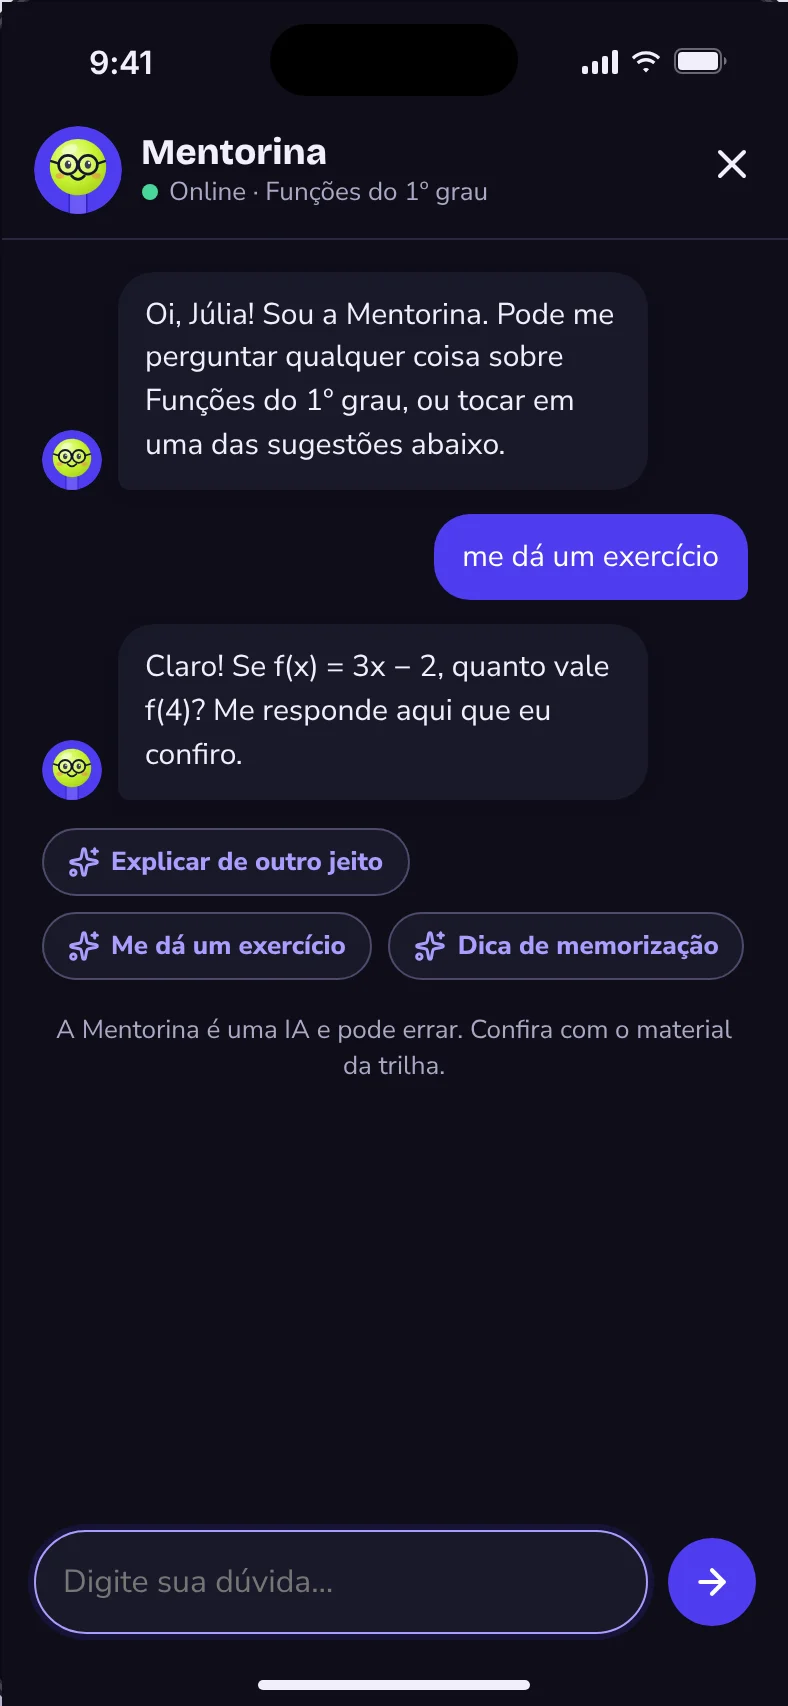 9:41
Mentorina
Online · Funções do 1º grau
Oi, Júlia! Sou a Mentorina. Pode me
perguntar qualquer coisa sobre
Funções do 1º grau, ou tocar em
uma das sugestões abaixo.
me dá um exercício
Claro! Se f(x) = 3x − 2, quanto vale
f(4)? Me responde aqui que eu
confiro.
Explicar de outro jeito
Me dá um exercício
Dica de memorização
A Mentorina é uma IA e pode errar. Confira com o material
da trilha.
Digite sua dúvida...